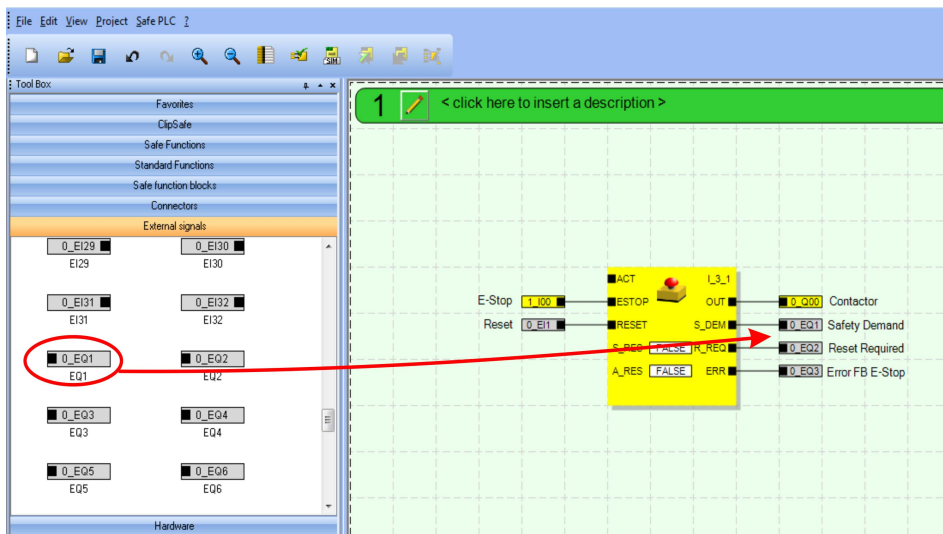 File Edit View Project Safe PLC ?
SIM
Tool Box
Favorites
ClipSafe
Safe Functions
Standard Functions
Safe function blocks
Connectors
External signals
0_EI29 0_EI30
EI29 EI30
0_EI31 0_EI32
EI31 EI32
0_EQ1 0_EQ2
EQ1 EQ2
0_EQ3 0_EQ4
EQ3 EQ4
0_EQ5 0_EQ6
EQ5 EQ6
Hardware
1 < click here to insert a description >
ACT I_3_1
E-Stop 1_I00 ESTOP OUT 0_Q00 Contactor
Reset 0_EI1 RESET S_DEM 0_EQ1 Safety Demand
S_RES FALSE R_REQ 0_EQ2 Reset Required
A_RES FALSE ERR 0_EQ3 Error FB E-Stop